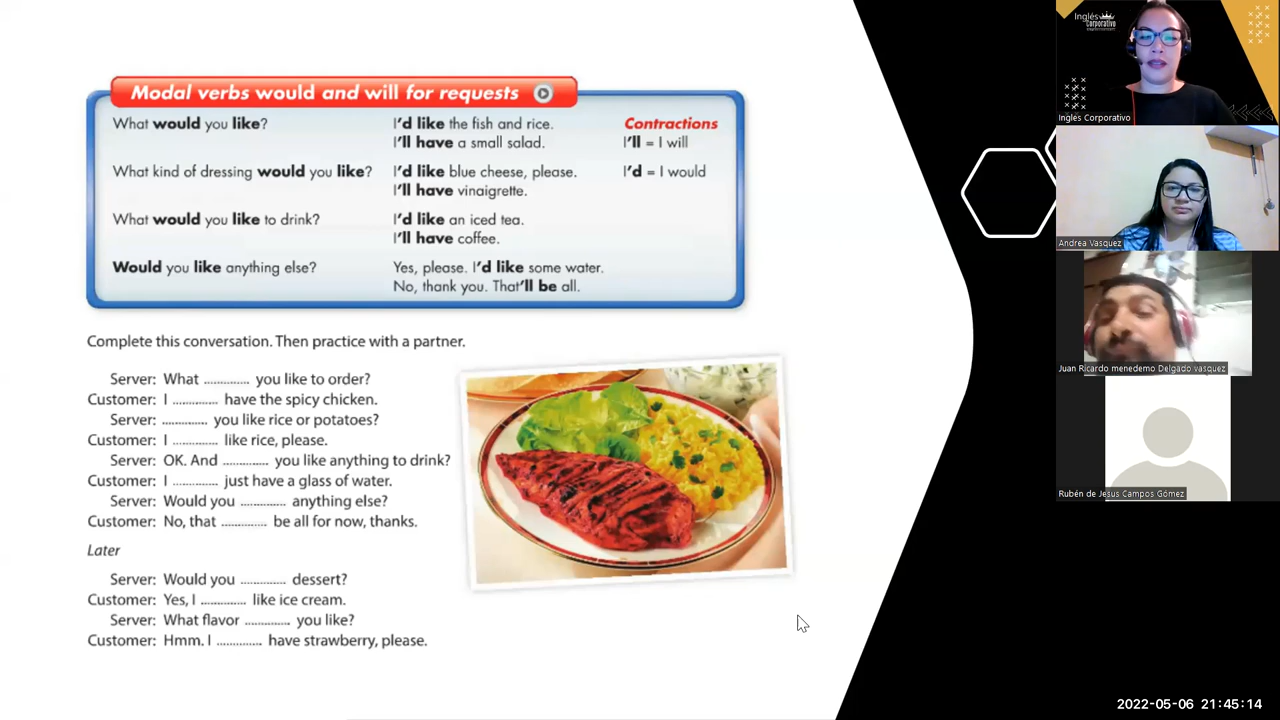 Modal verbs would and will for requests
What would you like? I'd like the fish and rice. Contractions
I'll have a small salad. I'll = I will
What kind of dressing would you like? I'd like blue cheese, please. I'd = I would
I'll have vinaigrette.
What would you like to drink? I'd like an iced tea.
I'll have coffee.
Would you like anything else? Yes, please. I'd like some water.
No, thank you. That'll be all.
Complete this conversation. Then practice with a partner.
Server: What ............. you like to order?
Customer: I ............. have the spicy chicken.
Server: ............. you like rice or potatoes?
Customer: I ............. like rice, please.
Server: OK. And ............. you like anything to drink?
Customer: I ............. just have a glass of water.
Server: Would you ............. anything else?
Customer: No, that ............. be all for now, thanks.
Later
Server: Would you ............. dessert?
Customer: Yes, I ............. like ice cream.
Server: What flavor ............. you like?
Customer: Hmm. I ............. have strawberry, please.
Inglés
Corporativo
Inglés Corporativo
Andrea Vasquez
Juan Ricardo menedemo Delgado vasquez
Rubén de Jesus Campos Gómez
2022-05-06 21:45:14